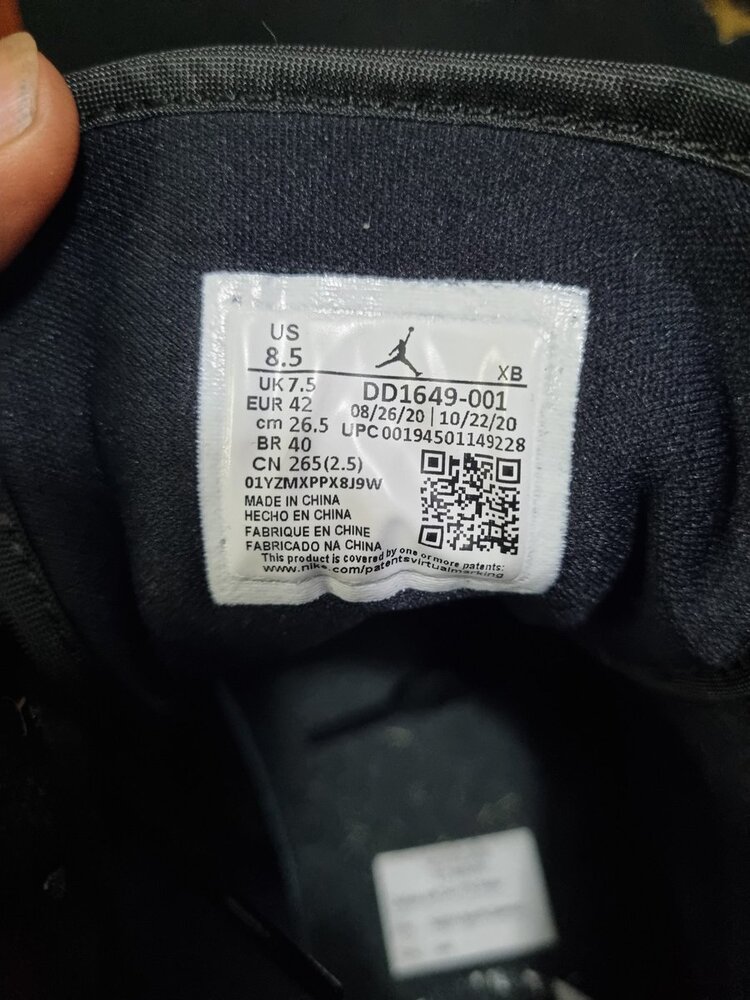 US
8.5
XB
UK 7.5
DD1649-001
EUR 42
08/26/20 | 10/22/20
cm 26.5
UPC00194501149228
BR 40
CN 265(2.5)
01YZMXPPX8J9W
MADE IN CHINA
HECHO EN CHINA
FABRIQUE EN CHINE
FABRICADO NA CHINA
This product is covered by one or more patents:
www.nike.com/patentsvirtualmarking